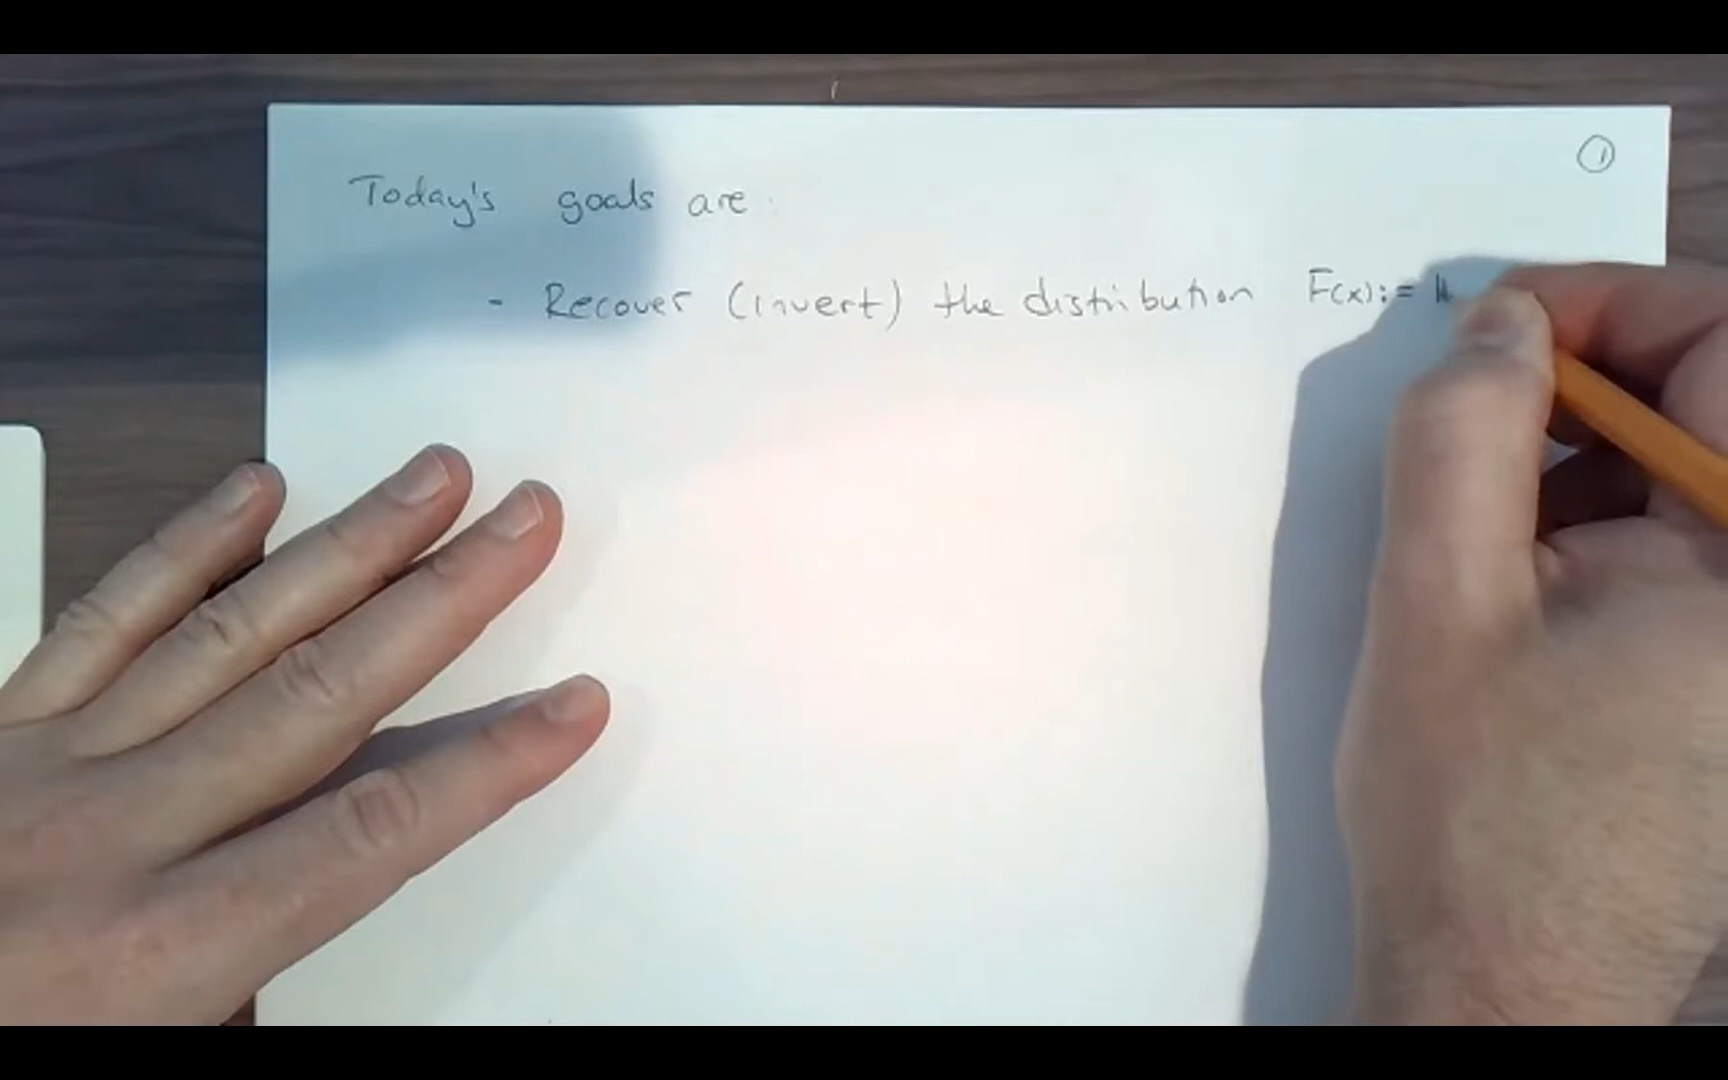 ①
Today's goals are:
- Recover (invert) the distribution F(x):=